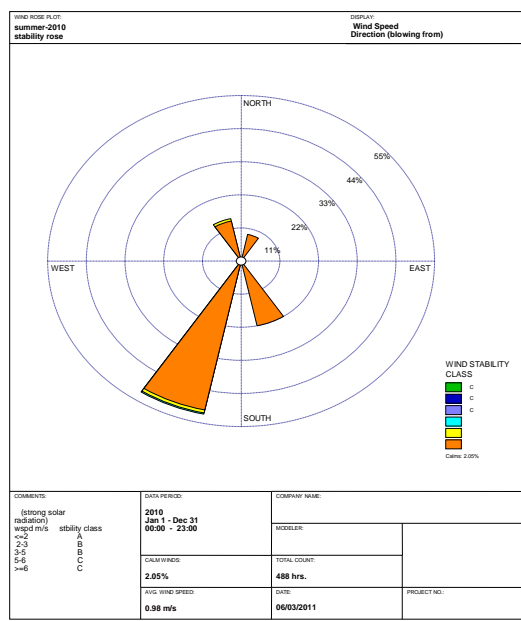 WIND ROSE PLOT:
summer-2010
stability rose
DISPLAY:
Wind Speed
Direction (blowing from)
NORTH
55%
44%
33%
22%
11%
WEST
EAST
SOUTH
WIND STABILITY
CLASS
C
C
C
Calms: 2.05%
COMMENTS:
(strong solar
radiation)
wspd m/s stbility class
<=2 A
2-3 B
3-5 B
5-6 C
>=6 C
DATA PERIOD:
2010
Jan 1 - Dec 31
00:00 - 23:00
COMPANY NAME:
MODELER:
CALM WINDS:
2.05%
TOTAL COUNT:
488 hrs.
AVG. WIND SPEED:
0.98 m/s
DATE:
06/03/2011
PROJECT NO.: